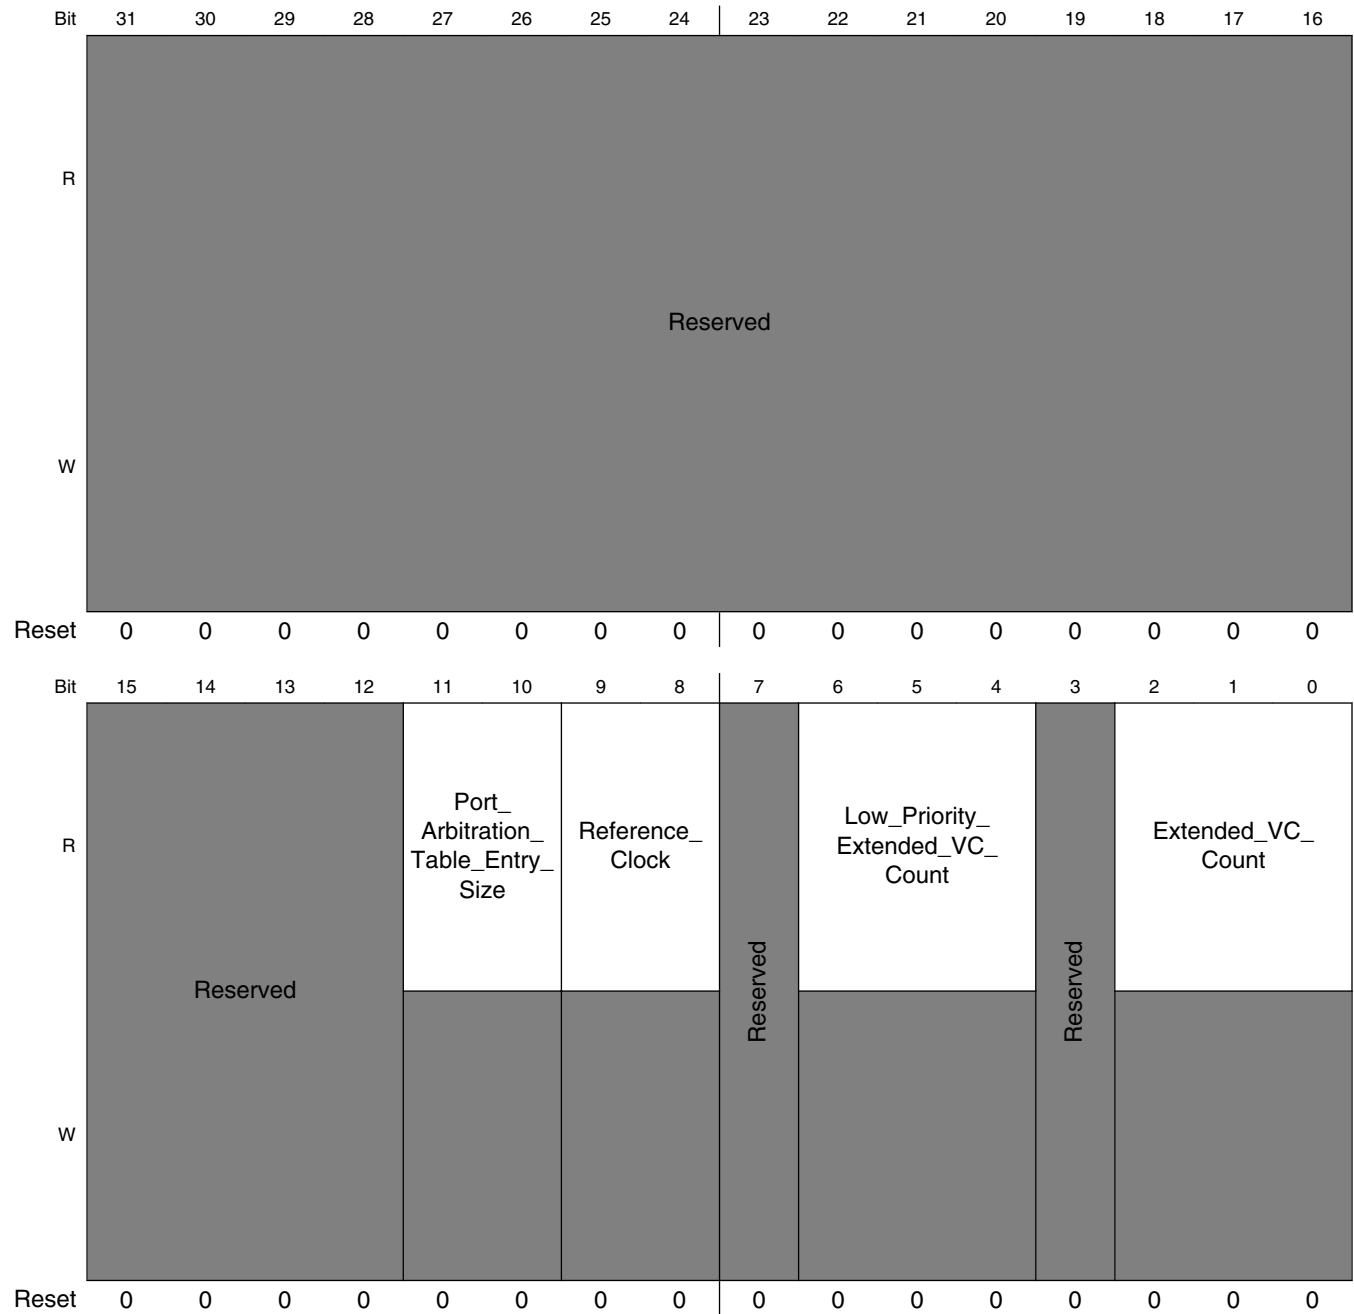 Bit 31 30 29 28 27 26 25 24 23 22 21 20 19 18 17 16
R
Reserved
W
Reset 0 0 0 0 0 0 0 0 0 0 0 0 0 0 0 0
Bit 15 14 13 12 11 10 9 8 7 6 5 4 3 2 1 0
R
Reserved
Port_
Arbitration_
Table_Entry_
Size
Reference_
Clock
Reserved
Low_Priority_
Extended_VC_
Count
Reserved
Extended_VC_
Count
W
Reset 0 0 0 0 0 0 0 0 0 0 0 0 0 0 0 0